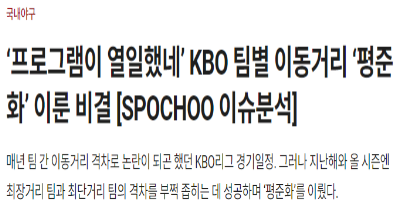 국내야구
‘프로그램이 열일했네’ KBO 팀별 이동거리 ‘평준
화’ 이룬 비결 [SPOCHOO 이슈분석]
매년 팀 간 이동거리 격차로 논란이 되곤 했던 KBO리그 경기일정. 그러나 지난해와 올 시즌엔
최장거리 팀과 최단거리 팀의 격차를 부쩍 좁히는 데 성공하며 ‘평준화’를 이뤘다.